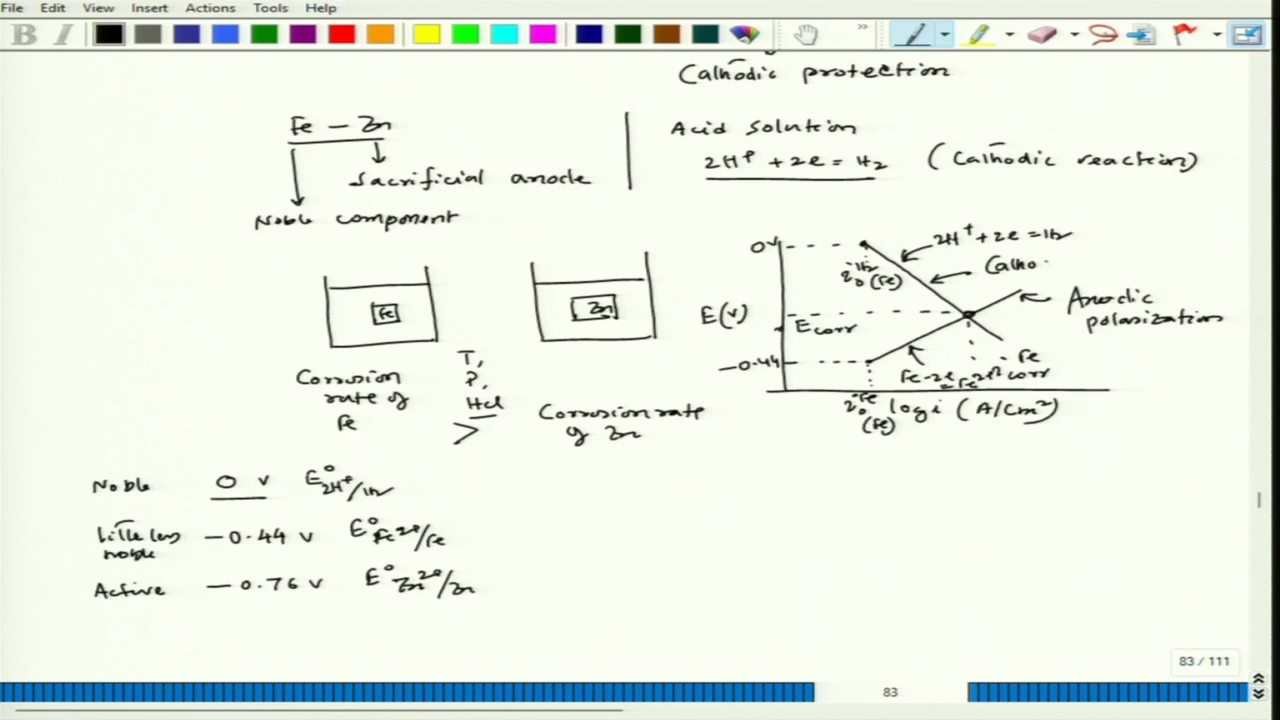 File Edit View Insert Actions Tools Help
B I
Cathodic protection
Fe – Zn
Sacrificial anode
Noble component
Acid solution
2H⁺ + 2e = H₂ (Cathodic reaction)
Fe
Zn
Corrosion rate of Fe
T,
P,
HCl
>
Corrosion rate of Zn
0V
2H⁺ + 2e = H₂
Catho
i₀ H₂ (Fe)
Anodic polarization
E(V)
Ecorr
-0.44
Fe - 2e = Fe²⁺
i Fe corr
i₀ Fe (Fe)
log i (A/cm²)
Noble 0 V E°2H⁺/H₂
Little less noble -0.44 V E°Fe²⁺/Fe
Active -0.76 V E°Zn²⁺/Zn
83 / 111
83